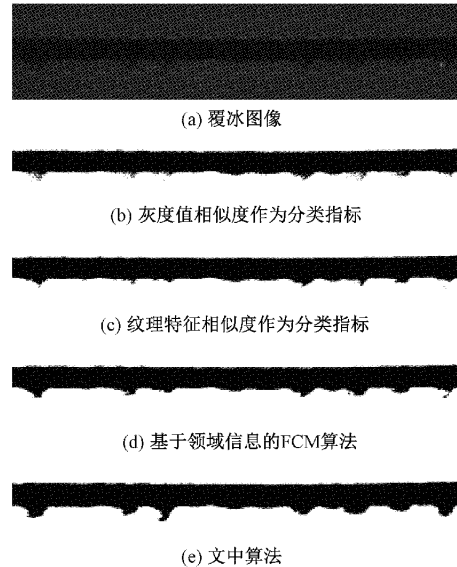 (a) 覆冰图像
(b) 灰度值相似度作为分类指标
(c) 纹理特征相似度作为分类指标
(d) 基于领域信息的FCM算法
(e) 文中算法